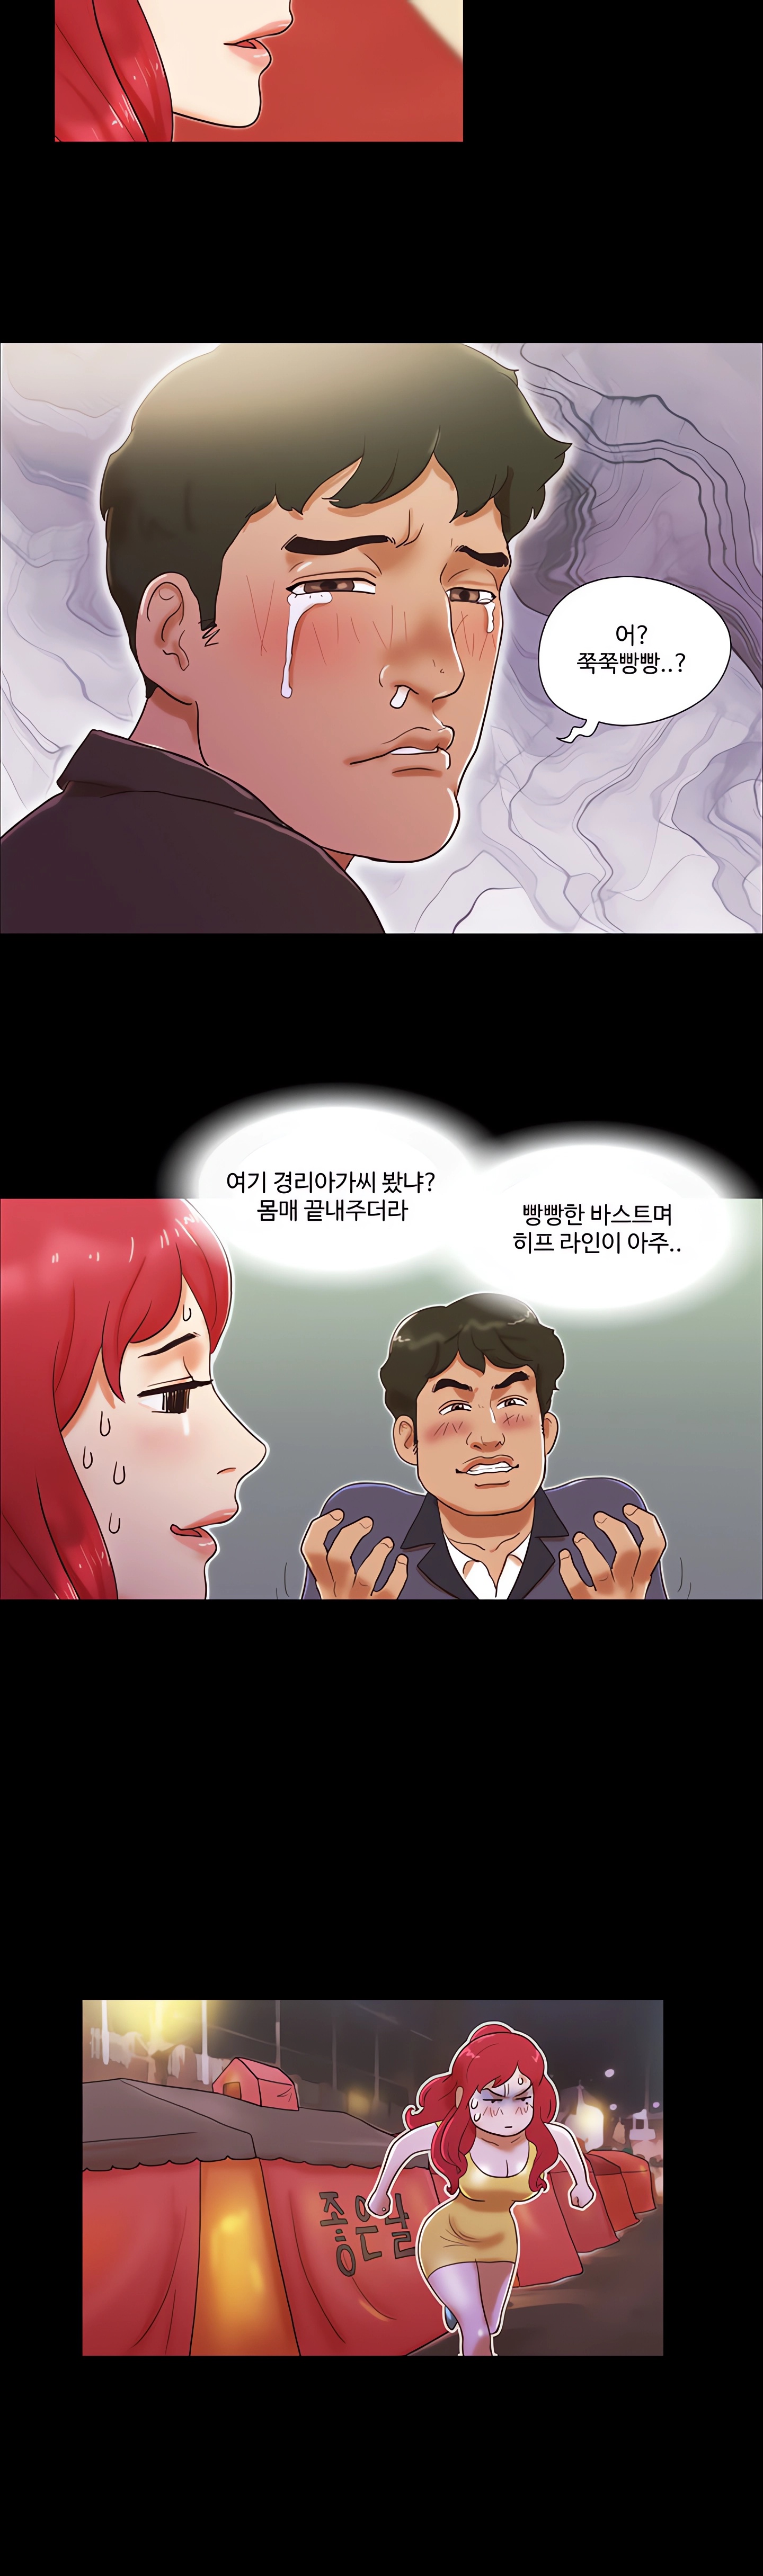 어?
쭉쭉빵빵..?
여기 경리아가씨 봤냐?
몸매 끝내주더라
빵빵한 바스트며
히프 라인이 아주..
좋은날